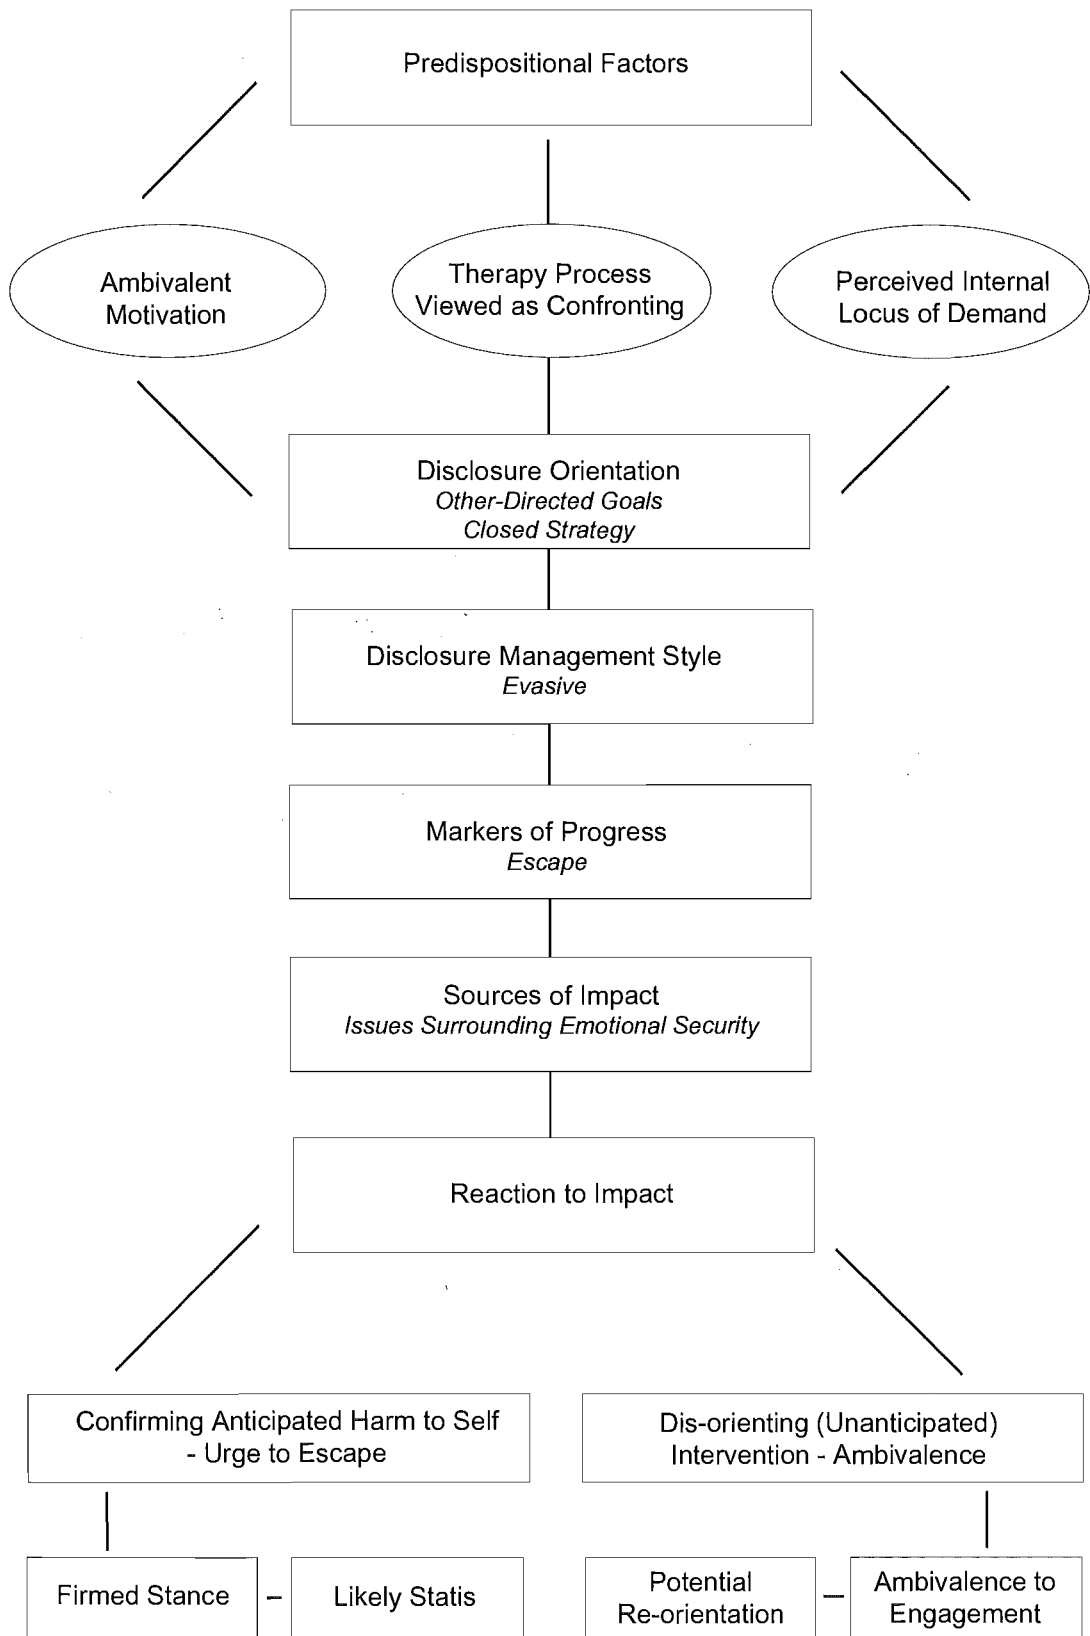 Predispositional Factors
Ambivalent
Motivation
Therapy Process
Viewed as Confronting
Perceived Internal
Locus of Demand
Disclosure Orientation
Other-Directed Goals
Closed Strategy
Disclosure Management Style
Evasive
Markers of Progress
Escape
Sources of Impact
Issues Surrounding Emotional Security
Reaction to Impact
Confirming Anticipated Harm to Self
- Urge to Escape
Dis-orienting (Unanticipated)
Intervention - Ambivalence
Firmed Stance
Likely Statis
Potential
Re-orientation
Ambivalence to
Engagement